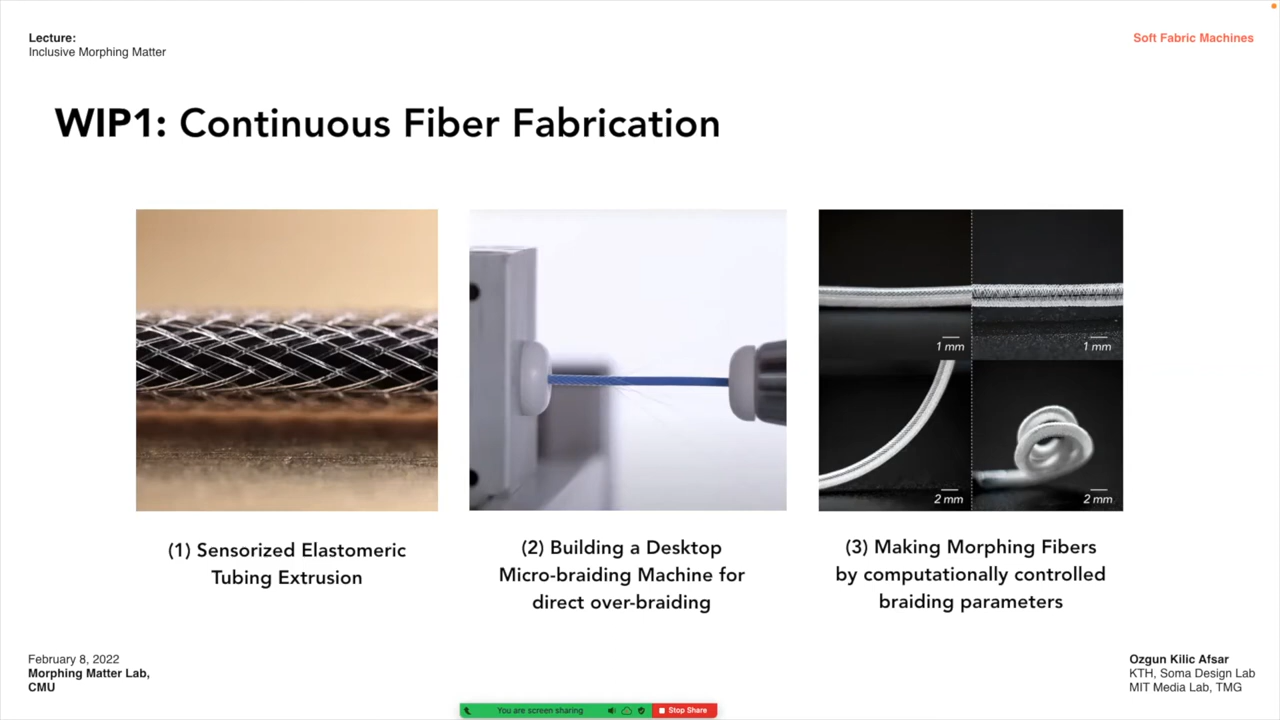 Lecture:
Inclusive Morphing Matter
Soft Fabric Machines
WIP1: Continuous Fiber Fabrication
1 mm
1 mm
2 mm
2 mm
(1) Sensorized Elastomeric
Tubing Extrusion
(2) Building a Desktop
Micro-braiding Machine for
direct over-braiding
(3) Making Morphing Fibers
by computationally controlled
braiding parameters
February 8, 2022
Morphing Matter Lab,
CMU
Ozgun Kilic Afsar
KTH, Soma Design Lab
MIT Media Lab, TMG
You are screen sharing
Stop Share